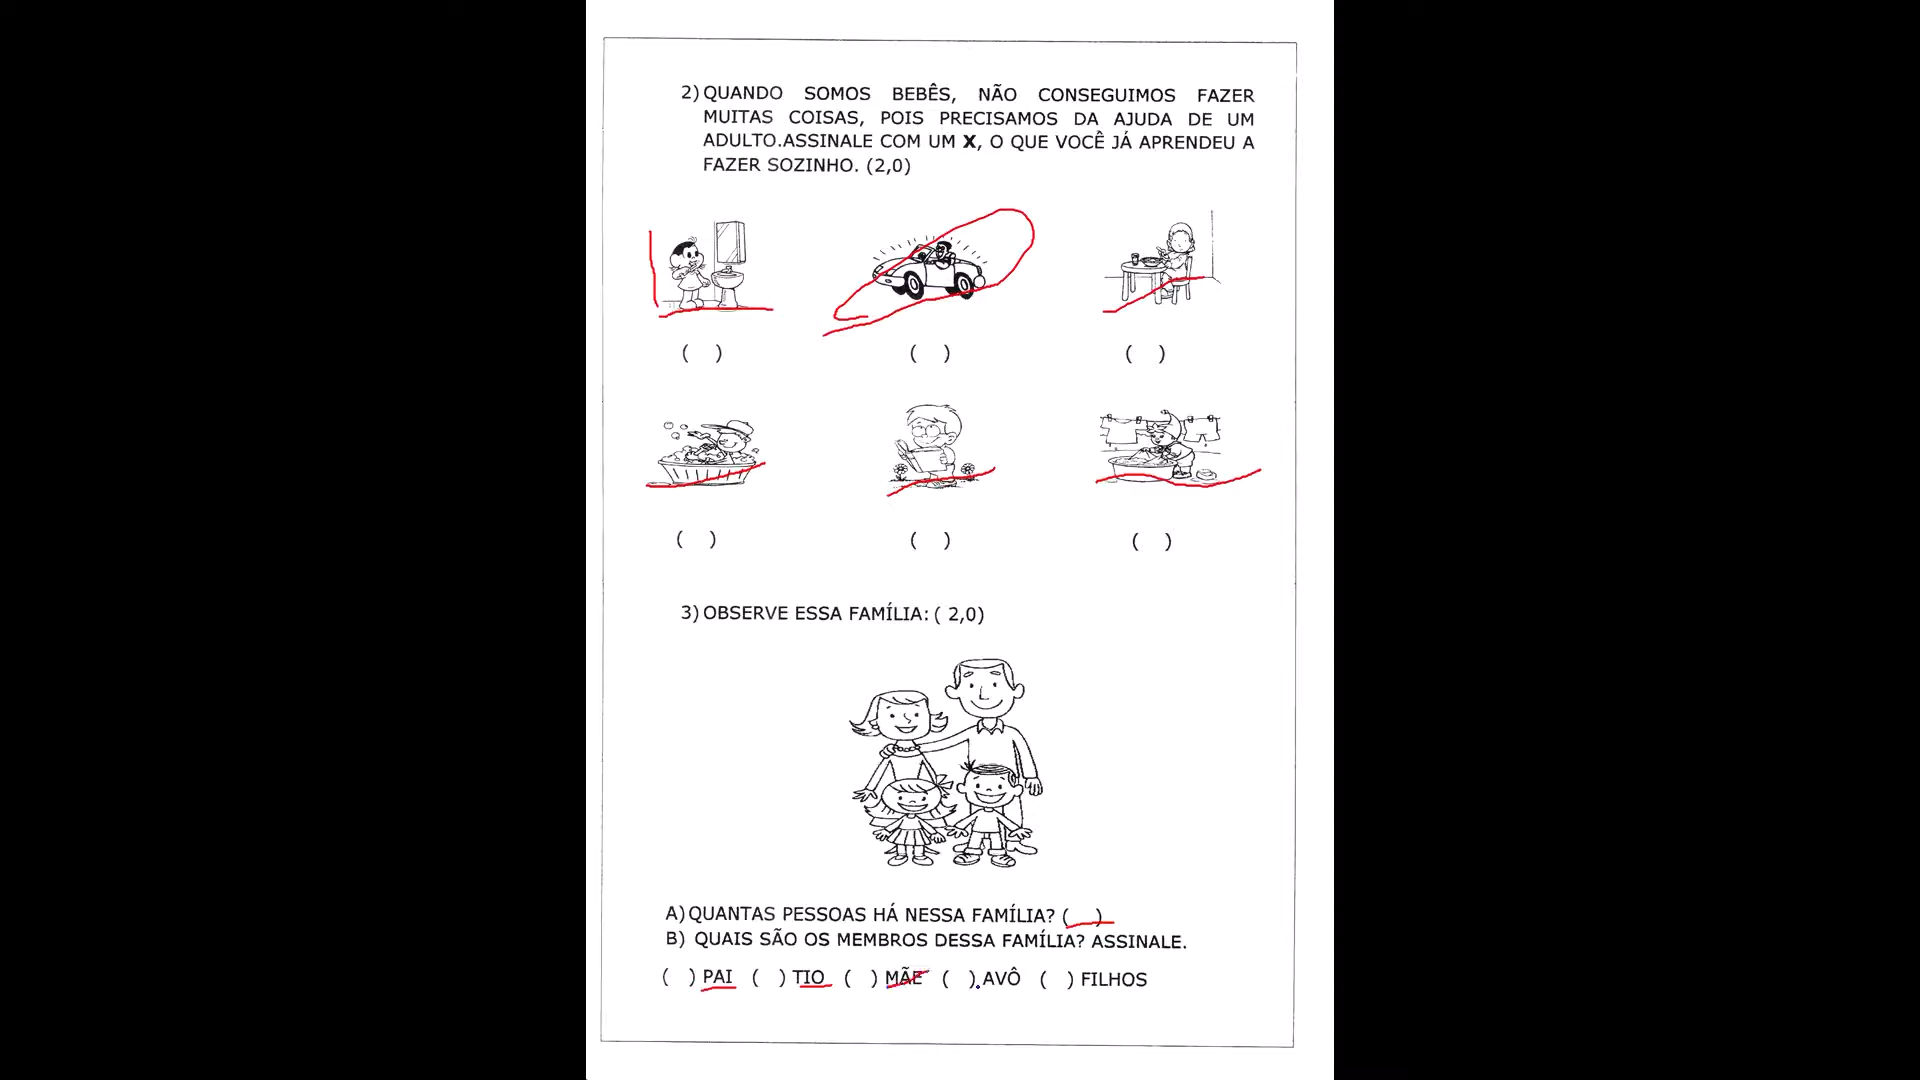 2) QUANDO SOMOS BEBÊS, NÃO CONSEGUIMOS FAZER
MUITAS COISAS, POIS PRECISAMOS DA AJUDA DE UM
ADULTO.ASSINALE COM UM X, O QUE VOCÊ JÁ APRENDEU A
FAZER SOZINHO. (2,0)
( ) ( ) ( )
( ) ( ) ( )
3) OBSERVE ESSA FAMÍLIA: ( 2,0)
A) QUANTAS PESSOAS HÁ NESSA FAMÍLIA? ( )
B) QUAIS SÃO OS MEMBROS DESSA FAMÍLIA? ASSINALE.
( ) PAI ( ) TIO ( ) MÃE ( ) AVÔ ( ) FILHOS